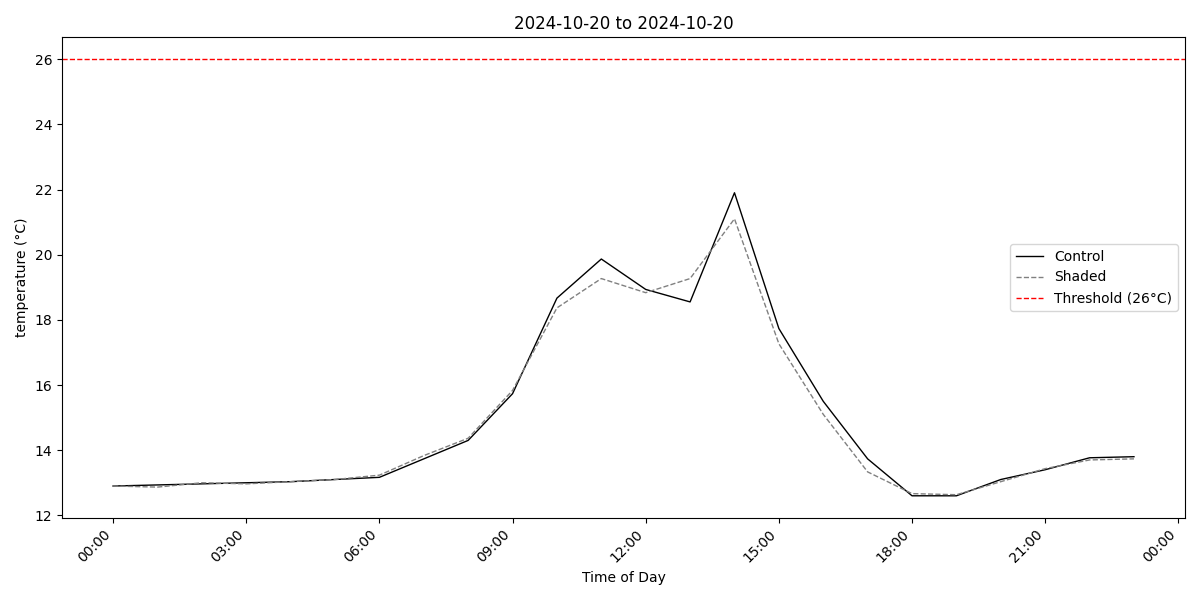 2024-10-20 to 2024-10-20
temperature (°C)
26
24
22
20
18
16
14
12
Control
Shaded
Threshold (26°C)
00:00
03:00
06:00
09:00
12:00
15:00
18:00
21:00
00:00
Time of Day